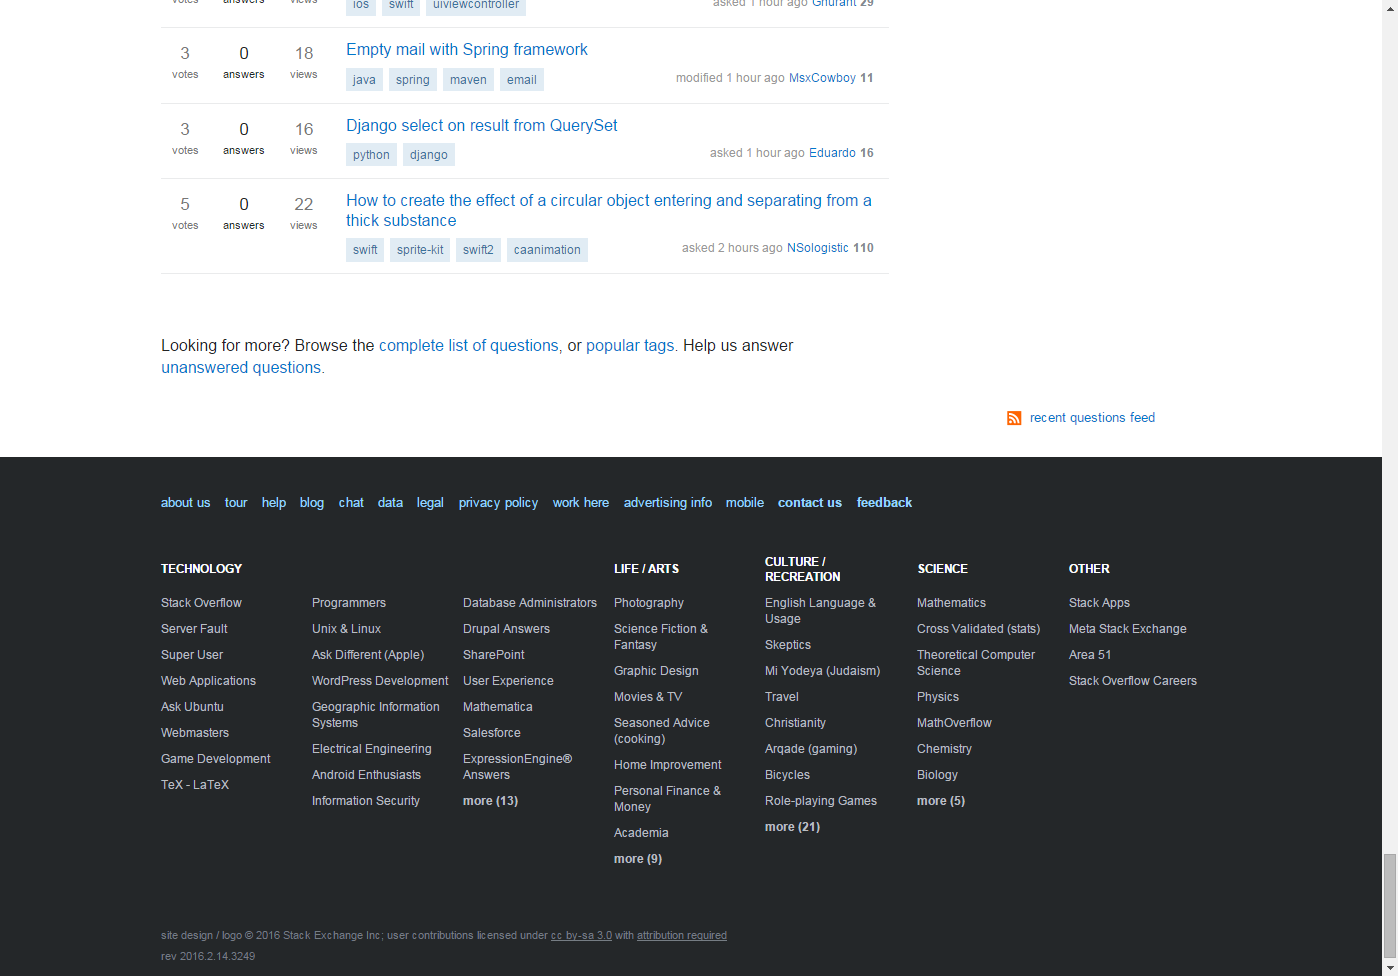 votes answers views ios swift uiviewcontroller asked 1 hour ago Ghurant 29
3 0 18 Empty mail with Spring framework
votes answers views java spring maven email modified 1 hour ago MsxCowboy 11
3 0 16 Django select on result from QuerySet
votes answers views python django asked 1 hour ago Eduardo 16
5 0 22 How to create the effect of a circular object entering and separating from a
votes answers views thick substance
swift sprite-kit swift2 caanimation asked 2 hours ago NSologistic 110
Looking for more? Browse the complete list of questions, or popular tags. Help us answer
unanswered questions.
recent questions feed
about us tour help blog chat data legal privacy policy work here advertising info mobile contact us feedback
TECHNOLOGY
Stack Overflow
Server Fault
Super User
Web Applications
Ask Ubuntu
Webmasters
Game Development
TeX - LaTeX
Programmers
Unix & Linux
Ask Different (Apple)
WordPress Development
Geographic Information
Systems
Electrical Engineering
Android Enthusiasts
Information Security
Database Administrators
Drupal Answers
SharePoint
User Experience
Mathematica
Salesforce
ExpressionEngine®
Answers
more (13)
LIFE / ARTS
Photography
Science Fiction &
Fantasy
Graphic Design
Movies & TV
Seasoned Advice
(cooking)
Home Improvement
Personal Finance &
Money
Academia
more (9)
CULTURE /
RECREATION
English Language &
Usage
Skeptics
Mi Yodeya (Judaism)
Travel
Christianity
Arqade (gaming)
Bicycles
Role-playing Games
more (21)
SCIENCE
Mathematics
Cross Validated (stats)
Theoretical Computer
Science
Physics
MathOverflow
Chemistry
Biology
more (5)
OTHER
Stack Apps
Meta Stack Exchange
Area 51
Stack Overflow Careers
site design / logo © 2016 Stack Exchange Inc; user contributions licensed under cc by-sa 3.0 with attribution required
rev 2016.2.14.3249